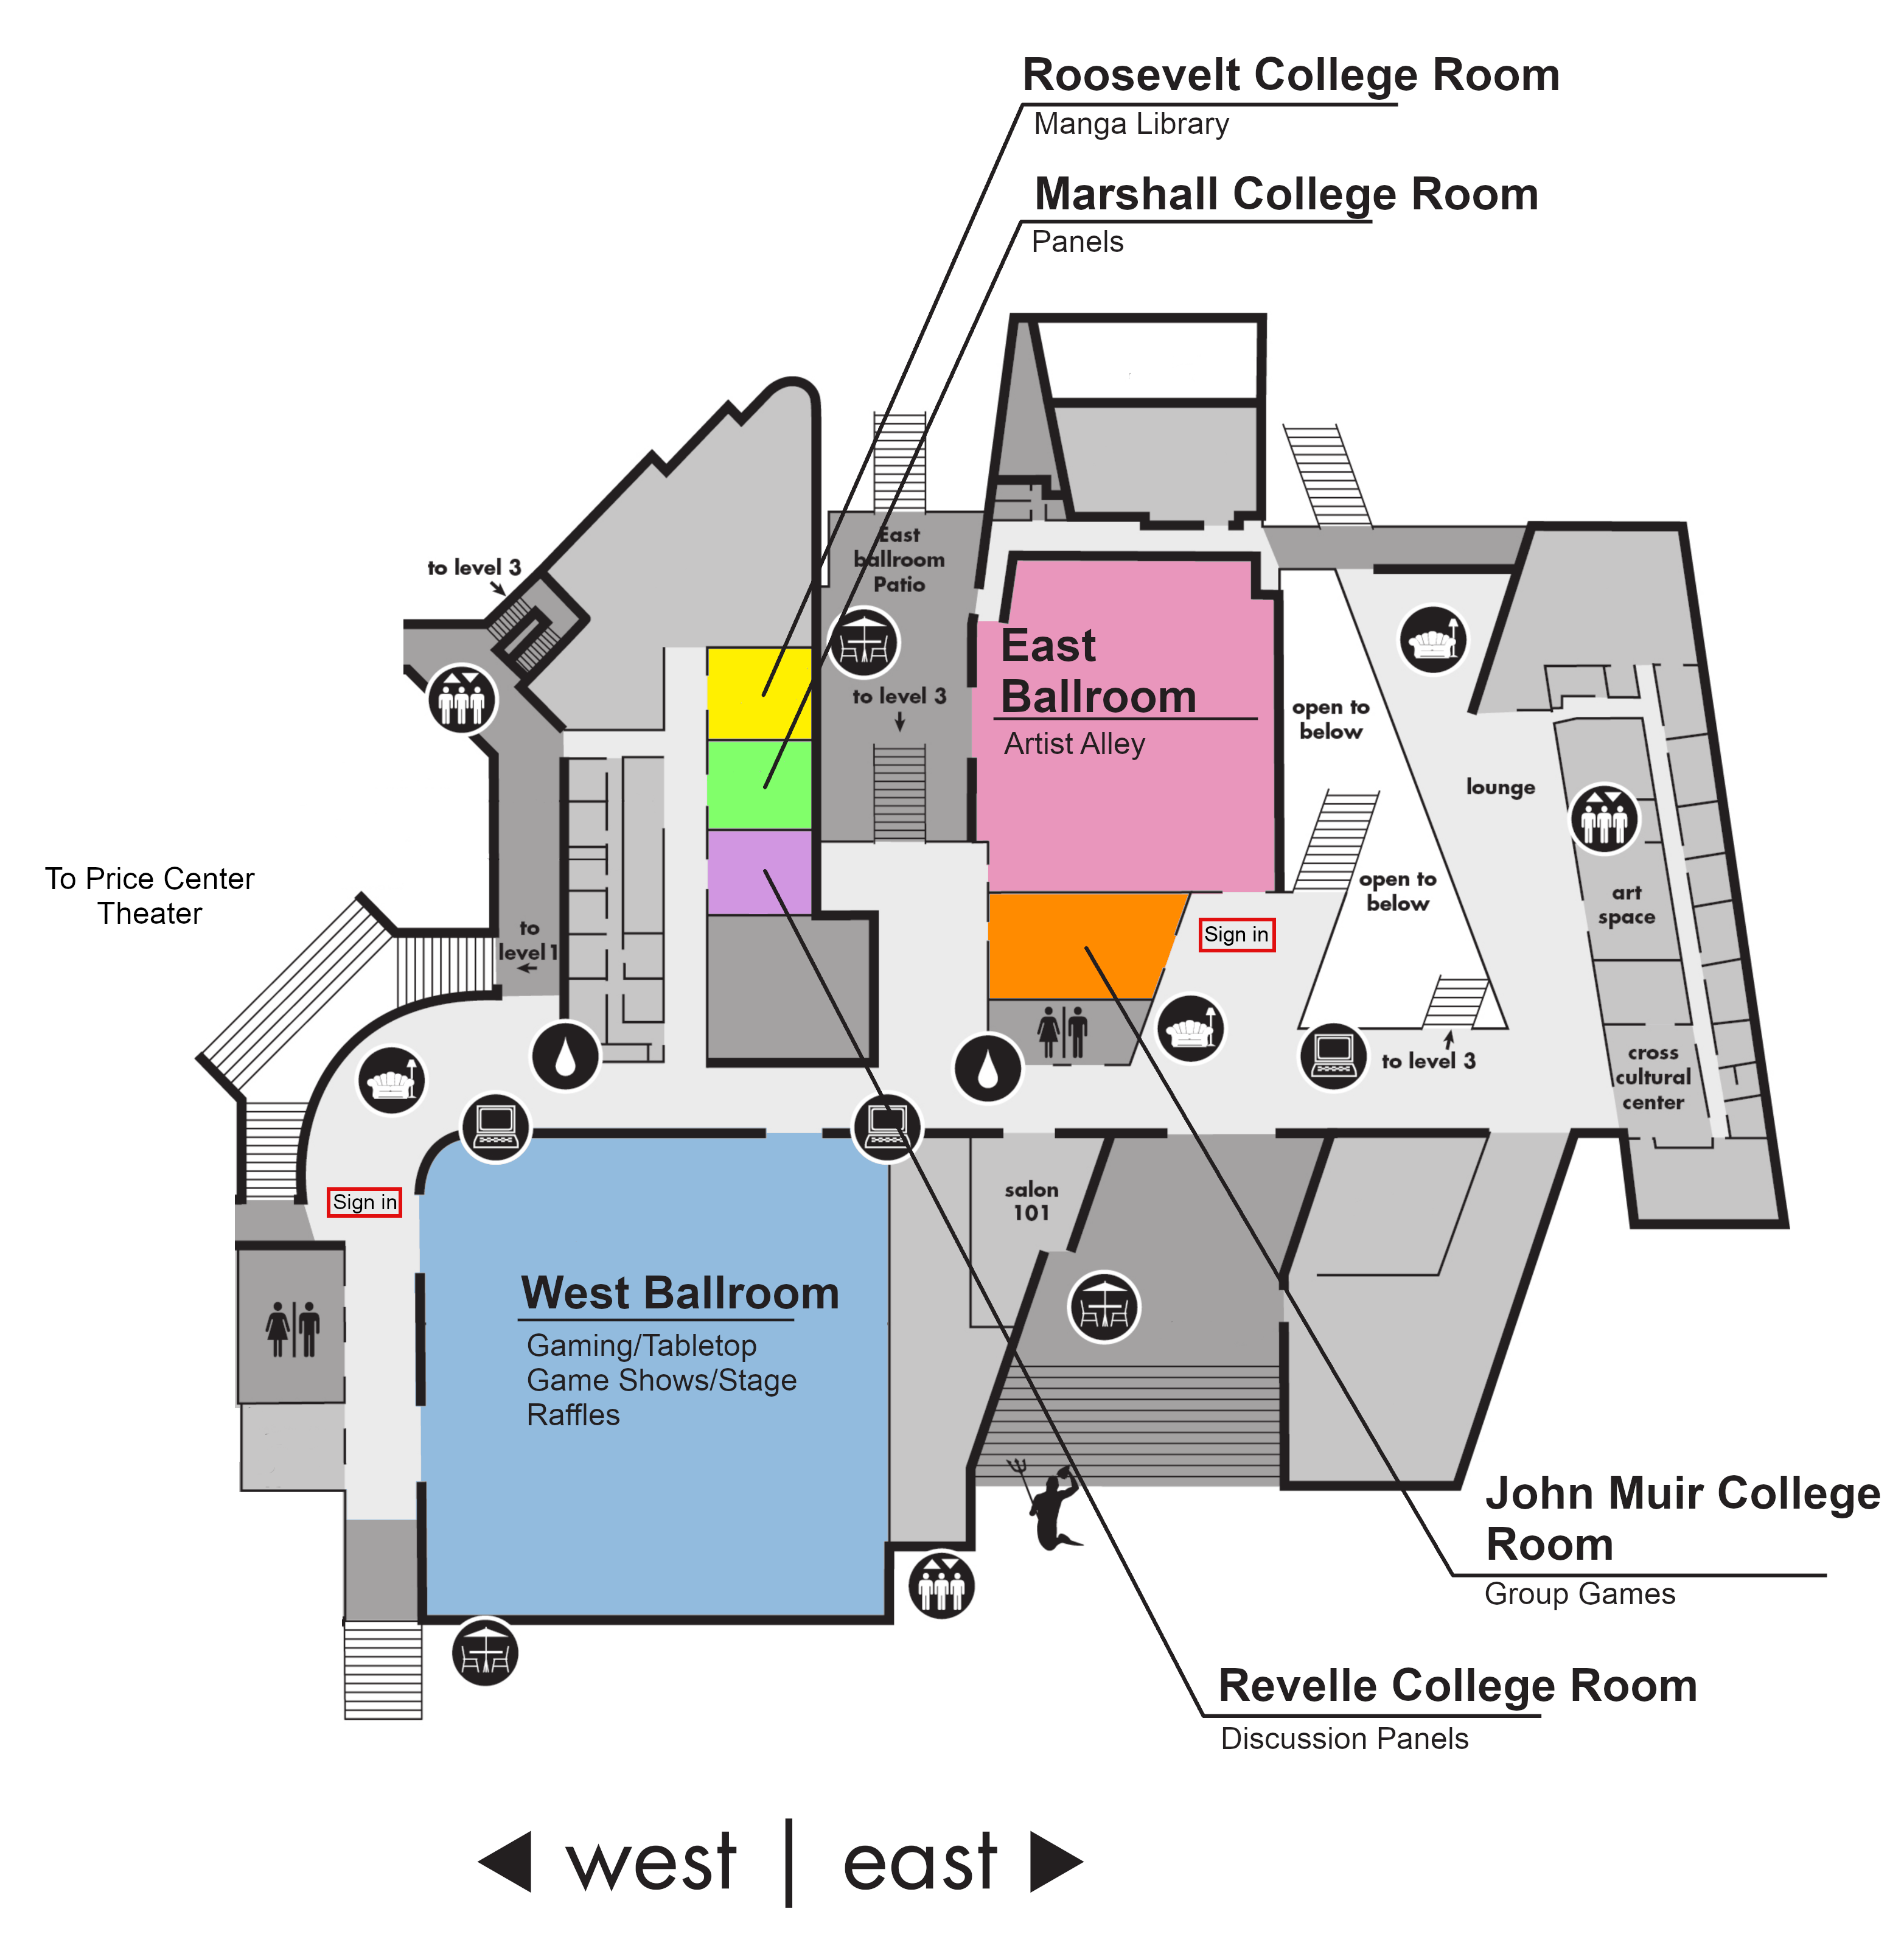 Roosevelt College Room
Manga Library
Marshall College Room
Panels
East
ballroom
Patio
to level 3
East
Ballroom
Artist Alley
to level 3
open to
below
lounge
To Price Center
Theater
open to
below
art
space
to
level 1
Sign in
to level 3
cross
cultural
center
Sign in
salon
101
West Ballroom
Gaming/Tabletop
Game Shows/Stage
Raffles
John Muir College
Room
Group Games
Revelle College Room
Discussion Panels
west | east